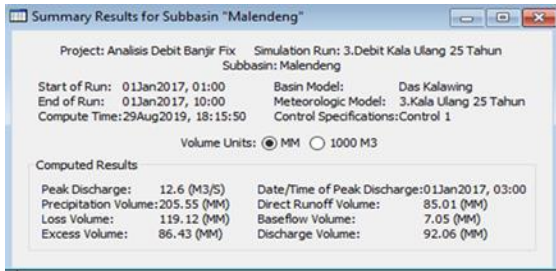 Summary Results for Subbasin "Malendeng"
Project: Analisis Debit Banjir Fix Simulation Run: 3.Debit Kala Ulang 25 Tahun
Subbasin: Malendeng
Start of Run: 01Jan2017, 01:00 Basin Model: Das Kalawing
End of Run: 01Jan2017, 10:00 Meteorologic Model: 3.Kala Ulang 25 Tahun
Compute Time:29Aug2019, 18:15:50 Control Specifications:Control 1
Volume Units: MM 1000 M3
Computed Results
Peak Discharge: 12.6 (M3/S) Date/Time of Peak Discharge:01Jan2017, 03:00
Precipitation Volume:205.55 (MM) Direct Runoff Volume: 85.01 (MM)
Loss Volume: 119.12 (MM) Baseflow Volume: 7.05 (MM)
Excess Volume: 86.43 (MM) Discharge Volume: 92.06 (MM)